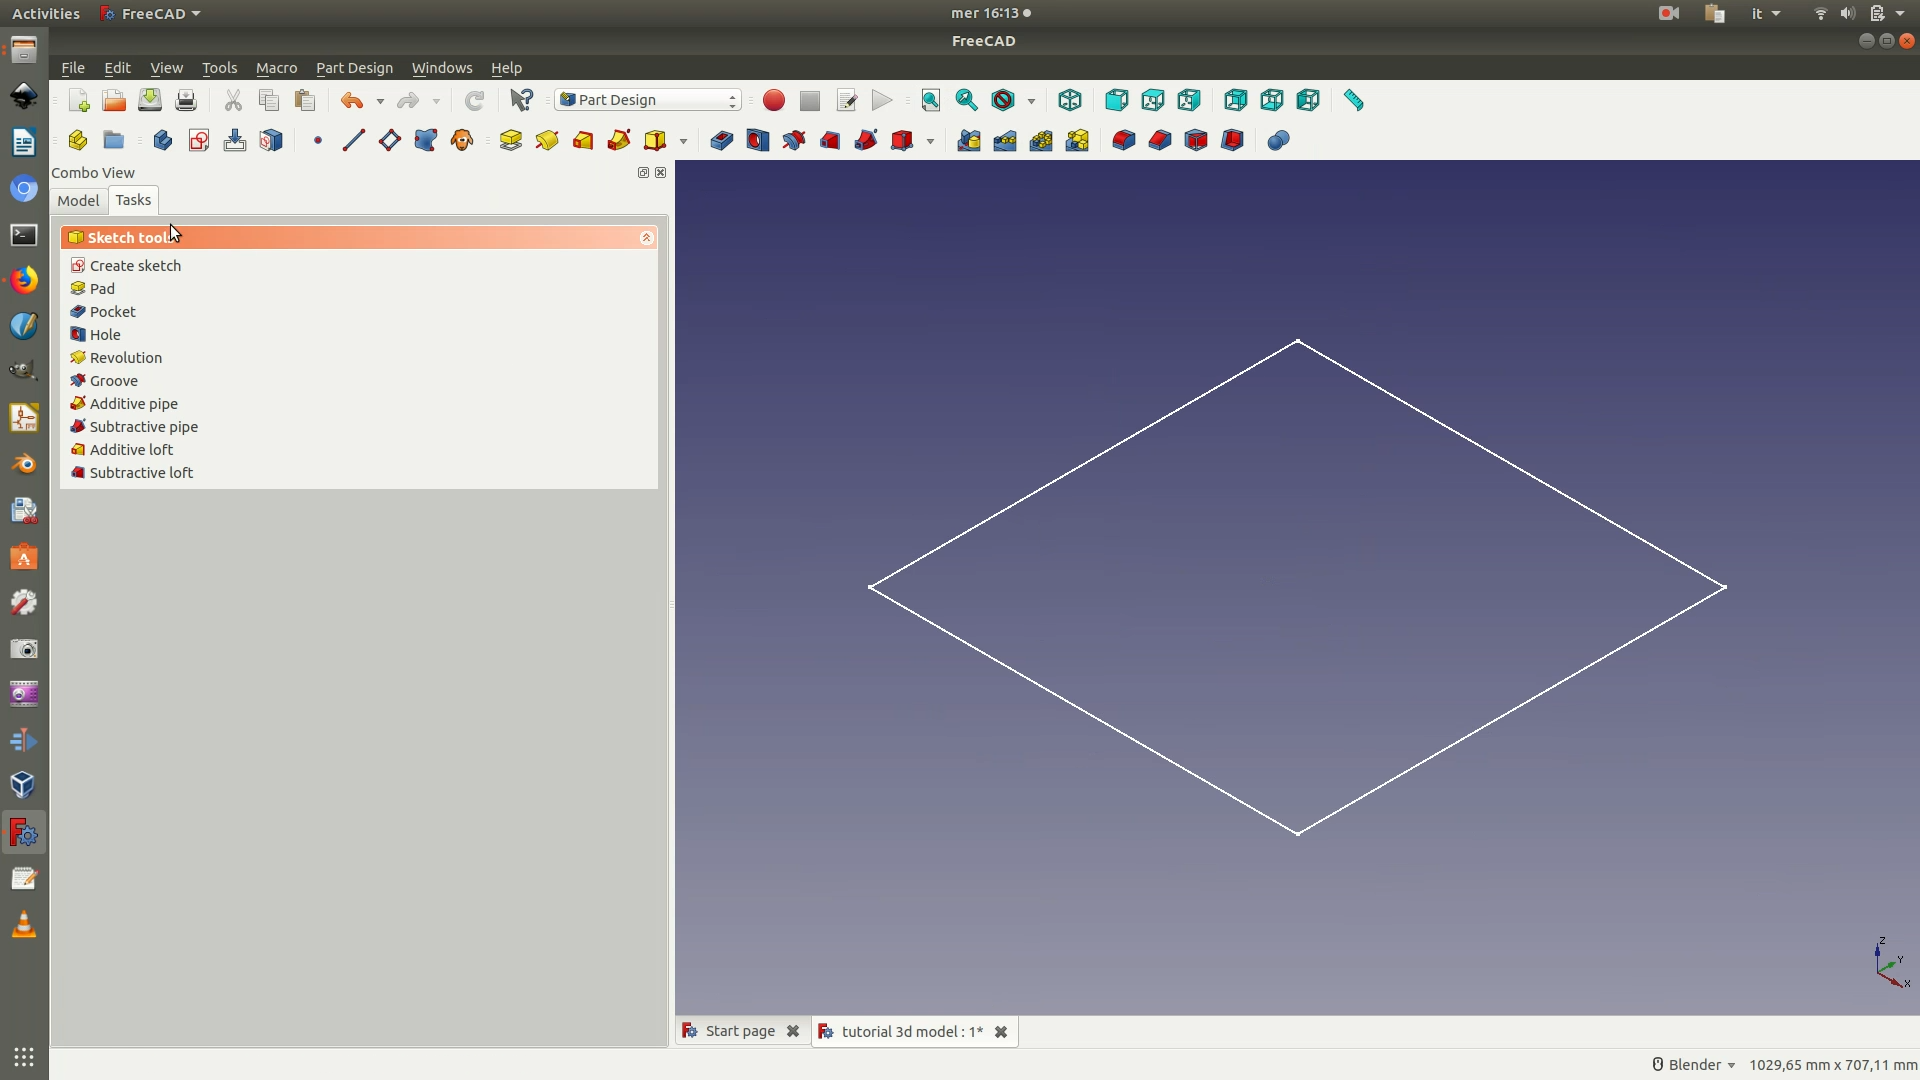 Activities FreeCAD mer 16:13 it
FreeCAD
File Edit View Tools Macro Part Design Windows Help
Part Design
Combo View
Model Tasks
Sketch tools
Create sketch
Pad
Pocket
Hole
Revolution
Groove
Additive pipe
Subtractive pipe
Additive loft
Subtractive loft
Z
Y
X
Start page tutorial 3d model : 1*
Blender 1029,65 mm x 707,11 mm